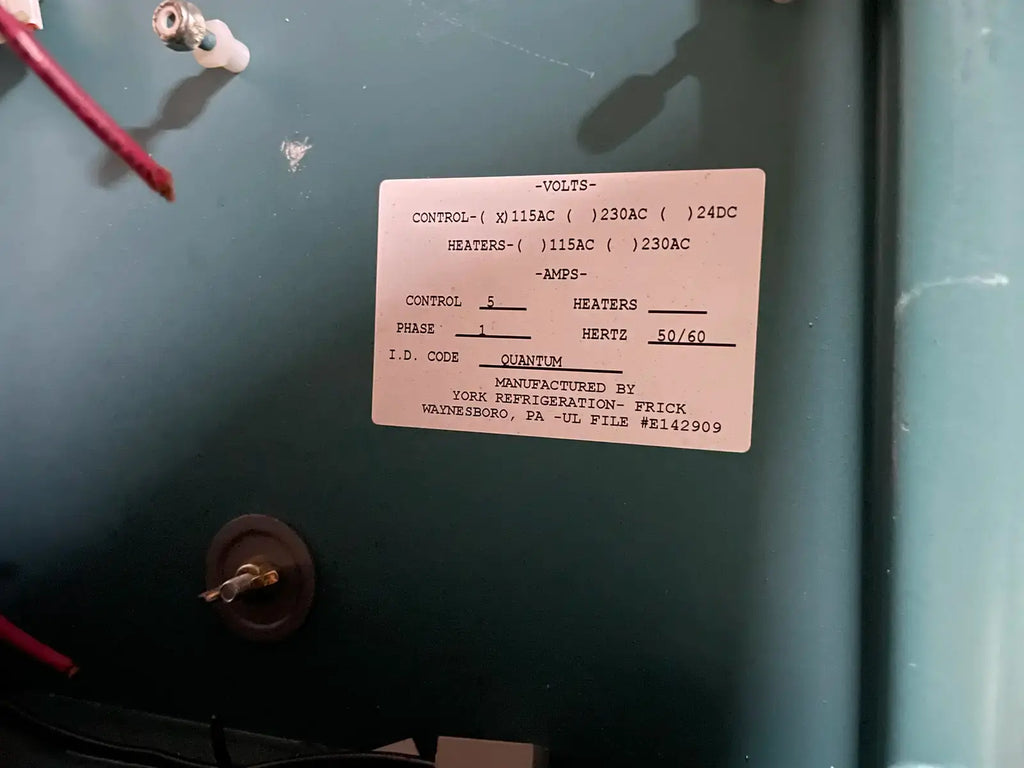 -VOLTS-
CONTROL-( X)115AC ( )230AC ( )24DC
HEATERS-( )115AC ( )230AC
-AMPS-
CONTROL 5 HEATERS
PHASE 1 HERTZ 50/60
I.D. CODE QUANTUM
MANUFACTURED BY
YORK REFRIGERATION- FRICK
WAYNESBORO, PA -UL FILE #E142909